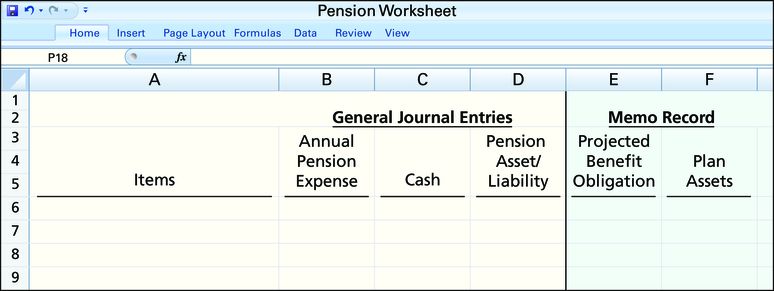 Pension Worksheet
Home Insert Page Layout Formulas Data Review View
P18 fx
A B C D E F
1
2 General Journal Entries Memo Record
3 Annual Pension Projected
4 Pension Asset/ Benefit Plan
5 Items Expense Cash Liability Obligation Assets
6
7
8
9